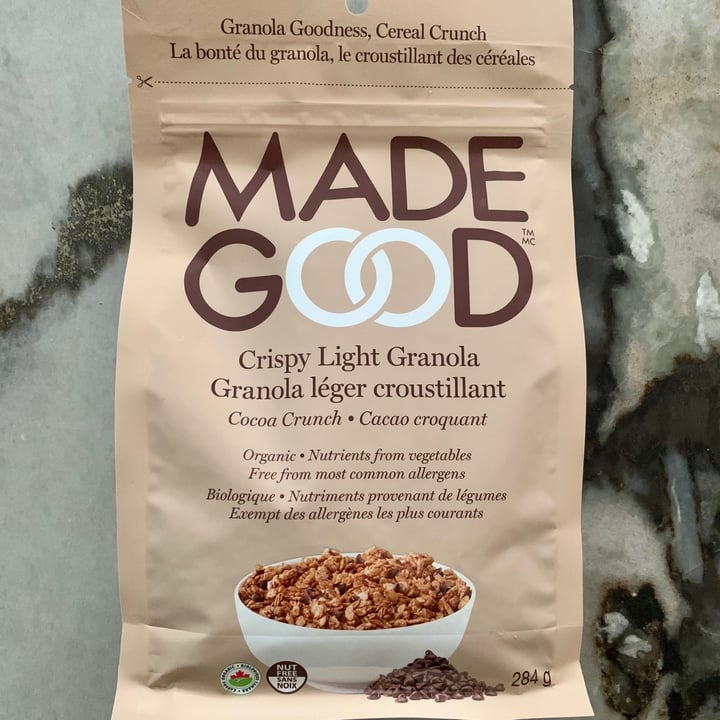 Granola Goodness, Cereal Crunch
La bonté du granola, le croustillant des céréales
MADE
GOOD
TM
MC
Crispy Light Granola
Granola léger croustillant
Cocoa Crunch • Cacao croquant
Organic • Nutrients from vegetables
Free from most common allergens
Biologique • Nutriments provenant de légumes
Exempt des allergènes les plus courants
NUT
FREE
SANS
NOIX
284 g